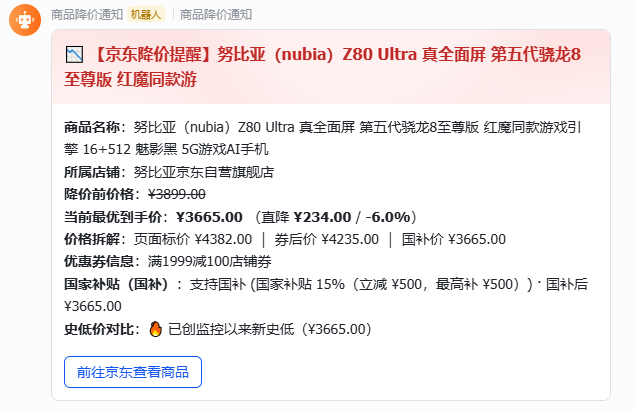 商品降价通知 机器人 | 商品降价通知
📉 【京东降价提醒】努比亚（nubia）Z80 Ultra 真全面屏 第五代骁龙8
至尊版 红魔同款游
商品名称：努比亚（nubia）Z80 Ultra 真全面屏 第五代骁龙8至尊版 红魔同款游戏引
擎 16+512 魅影黑 5G游戏AI手机
所属店铺：努比亚京东自营旗舰店
降价前价格：¥3899.00
当前最优到手价：¥3665.00 （直降 ¥234.00 / -6.0%）
价格拆解：页面标价 ¥4382.00 | 券后价 ¥4235.00 | 国补价 ¥3665.00
优惠券信息：满1999减100店铺券
国家补贴（国补）：支持国补 (国家补贴 15%（立减 ¥500，最高补 ¥500）) · 国补后
¥3665.00
史低价对比：🔥 已创监控以来新史低（¥3665.00）
前往京东查看商品